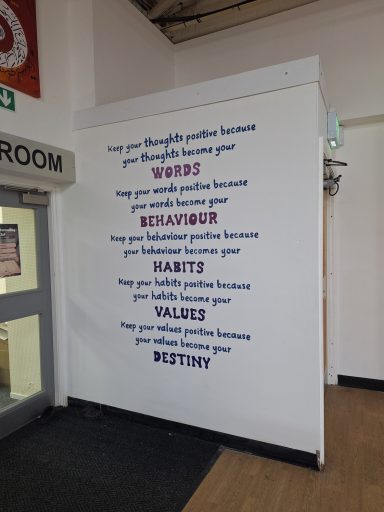 ROOM
Keep your thoughts positive because
your thoughts become your
WORDS
Keep your words positive because
your words become your
BEHAVIOUR
Keep your behaviour positive because
your behaviour becomes your
HABITS
Keep your habits positive because
your habits become your
VALUES
Keep your values positive because
your values become your
DESTINY